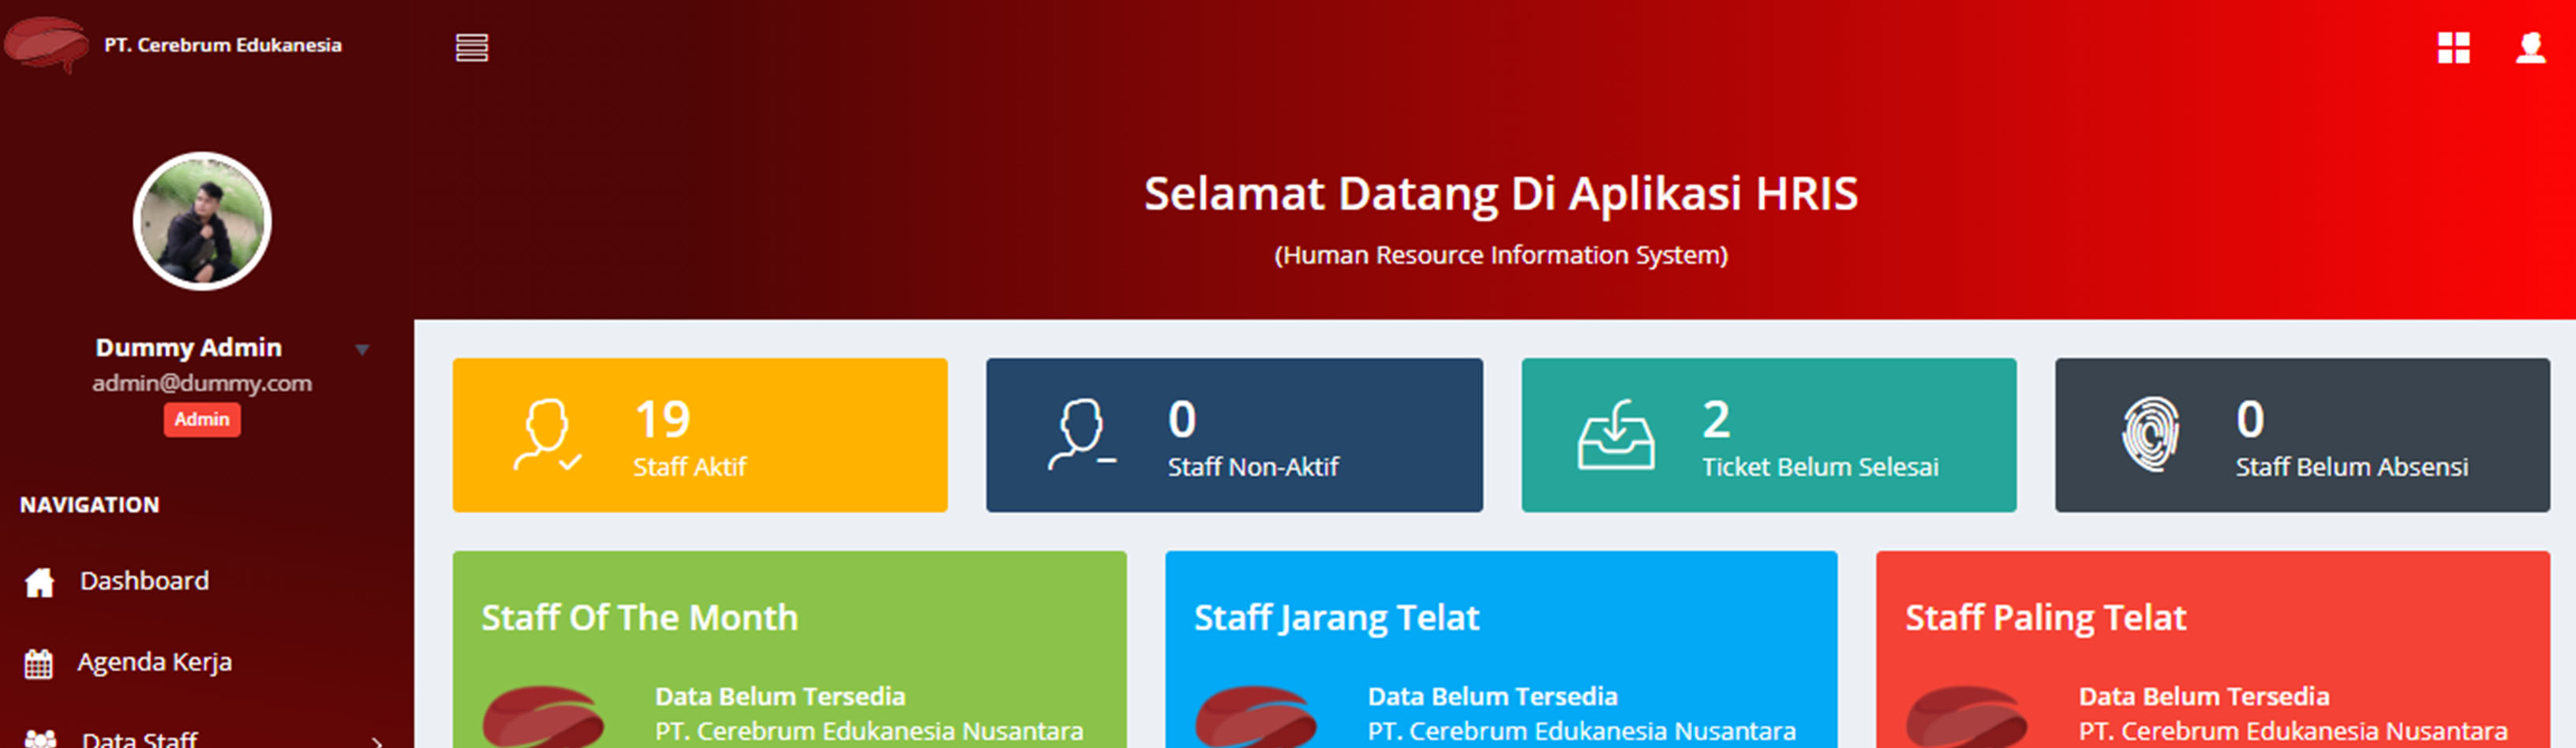 PT. Cerebrum Edukanesia
Selamat Datang Di Aplikasi HRIS
(Human Resource Information System)
Dummy Admin
admin@dummy.com
Admin
NAVIGATION
Dashboard
Agenda Kerja
Data Staff
19
Staff Aktif
0
Staff Non-Aktif
2
Ticket Belum Selesai
0
Staff Belum Absensi
Staff Of The Month
Data Belum Tersedia
PT. Cerebrum Edukanesia Nusantara
Staff Jarang Telat
Data Belum Tersedia
PT. Cerebrum Edukanesia Nusantara
Staff Paling Telat
Data Belum Tersedia
PT. Cerebrum Edukanesia Nusantara